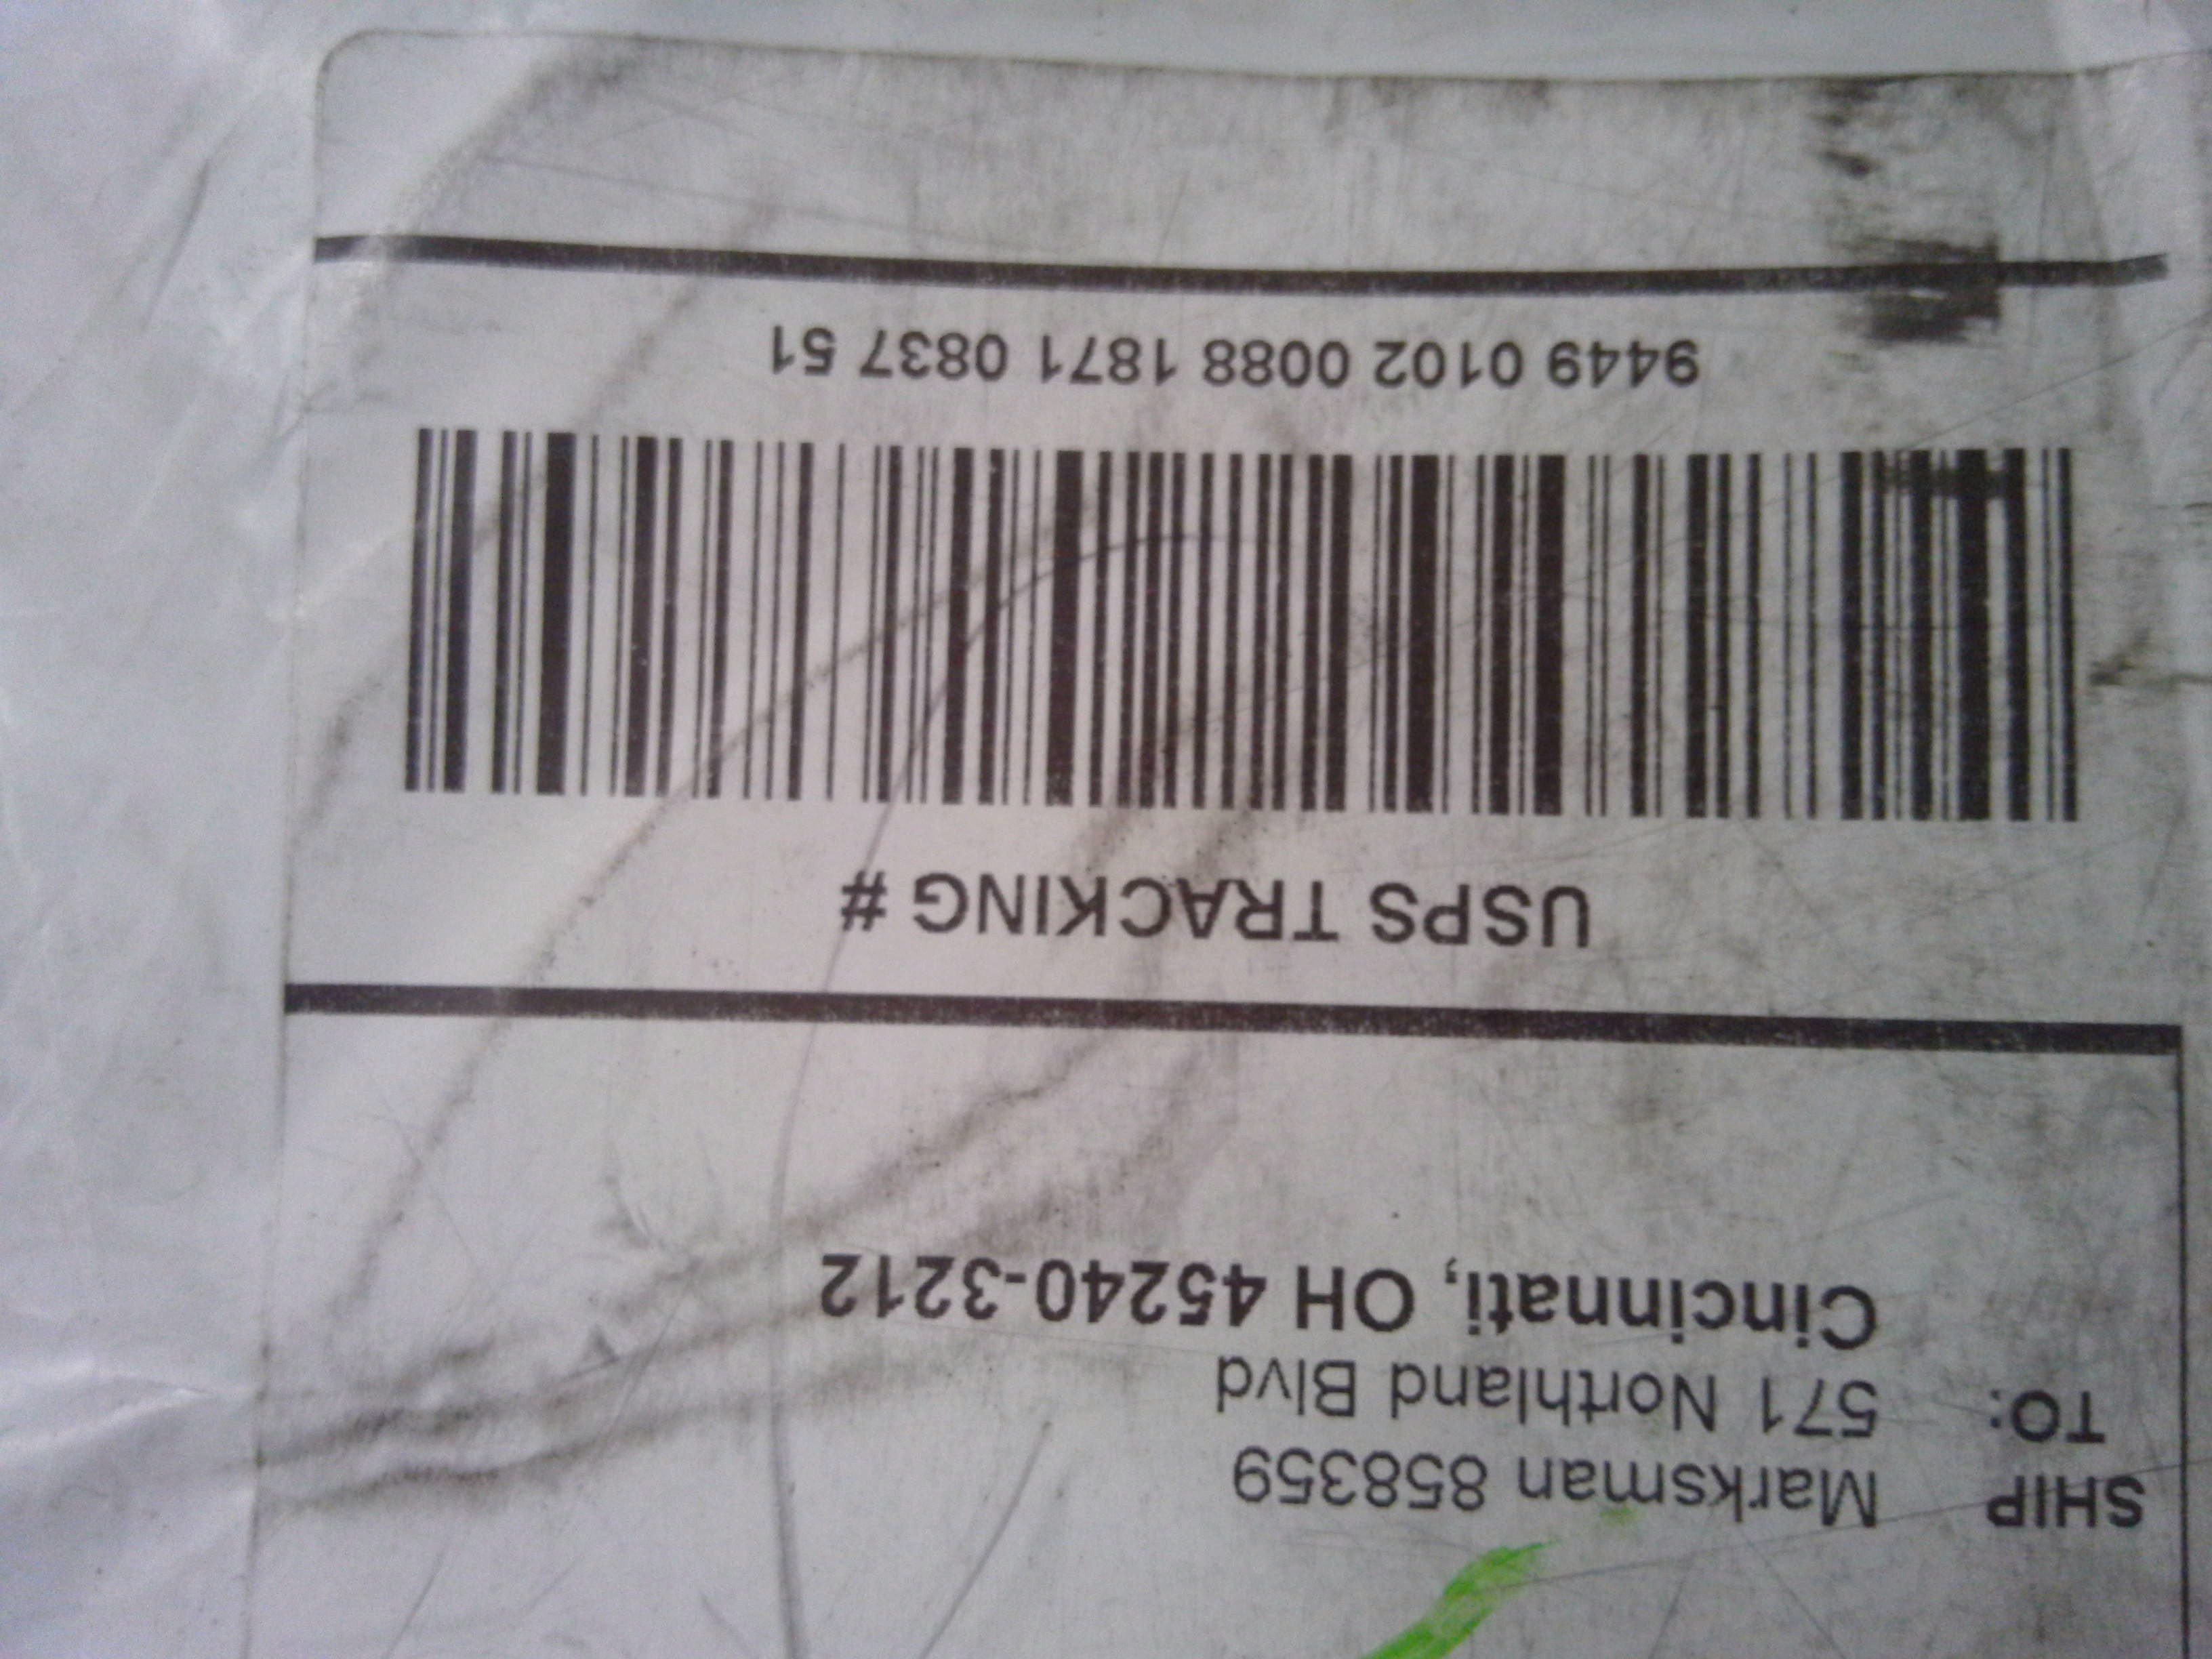 SHIP Marksman 858359
TO: 571 Northland Blvd
Cincinnati, OH 45240-3212
USPS TRACKING #
9449 0102 0088 1871 0837 51